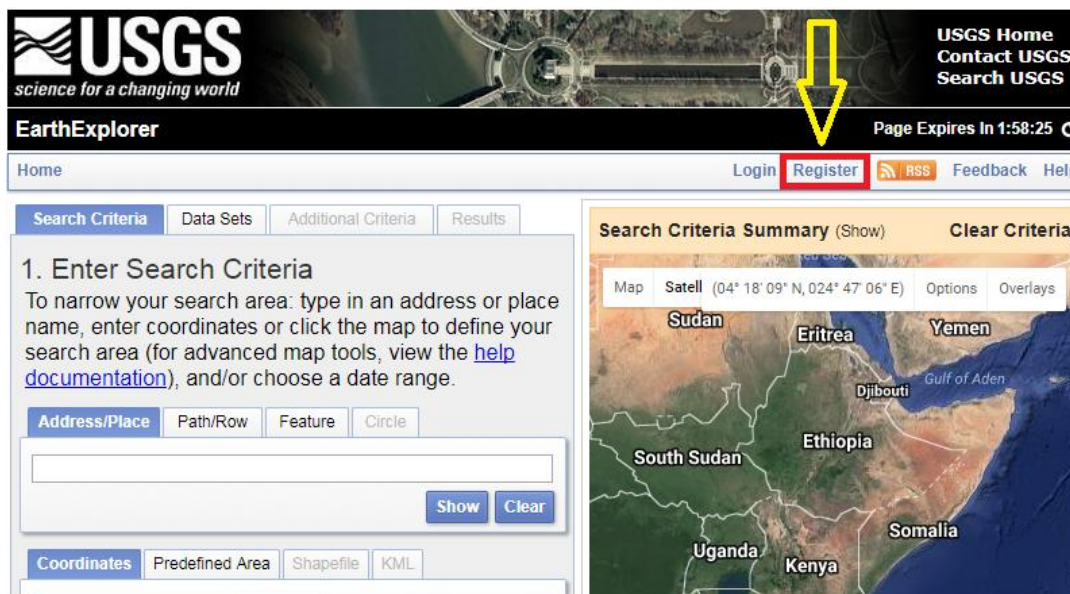 USGS
science for a changing world
USGS Home
Contact USGS
Search USGS
EarthExplorer
Page Expires In 1:58:25
Home
Login Register RSS Feedback Help
Search Criteria Data Sets Additional Criteria Results
1. Enter Search Criteria
To narrow your search area: type in an address or place
name, enter coordinates or click the map to define your
search area (for advanced map tools, view the help
documentation), and/or choose a date range.
Address/Place Path/Row Feature Circle
Show Clear
Coordinates Predefined Area Shapefile KML
Search Criteria Summary (Show) Clear Criteria
Red Sea
Map Satell (04° 18' 09" N, 024° 47' 06" E) Options Overlays
Sudan
Eritrea
Yemen
Djibouti
Gulf of Aden
Ethiopia
South Sudan
Somalia
Uganda
Kenya